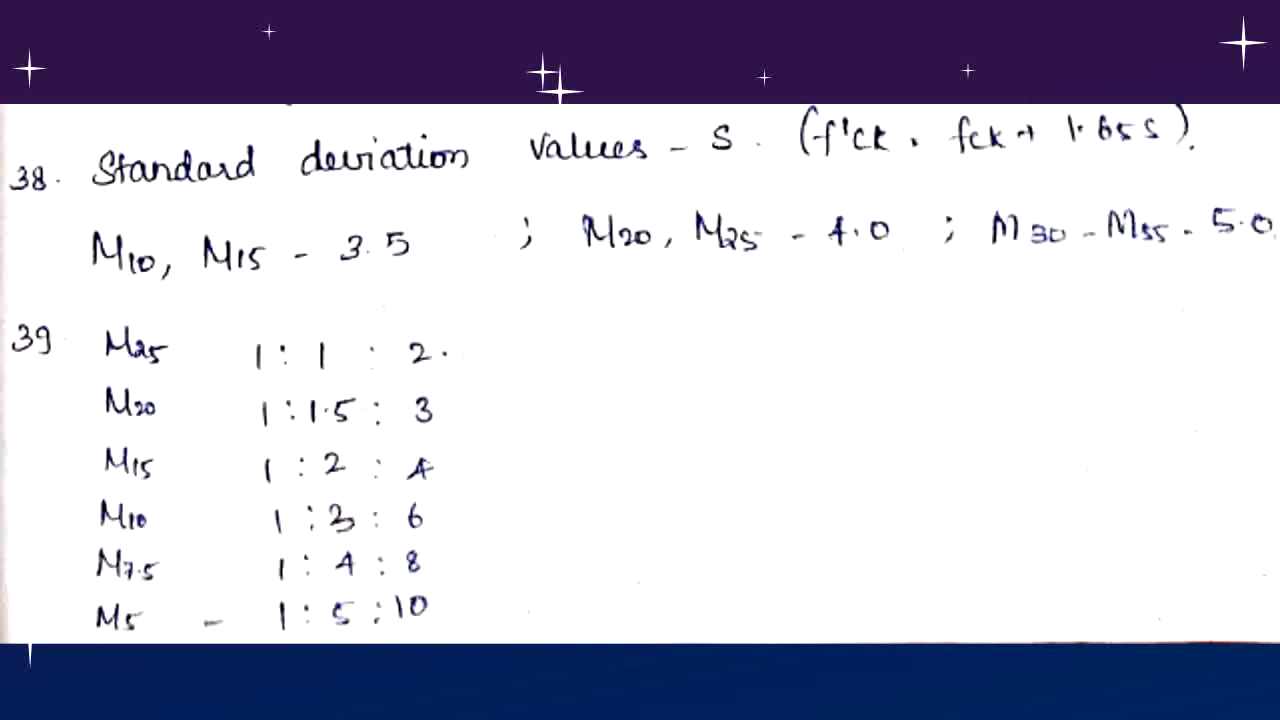 38. Standard deviation values - S. (f'ck = fck + 1.65 S).
M10, M15 - 3.5 ; M20, M25 - 4.0 ; M30 - M55 - 5.0
39 M25 1 : 1 : 2.
M20 1 : 1.5 : 3
M15 1 : 2 : 4
M10 1 : 3 : 6
M7.5 1 : 4 : 8
M5 - 1 : 5 : 10